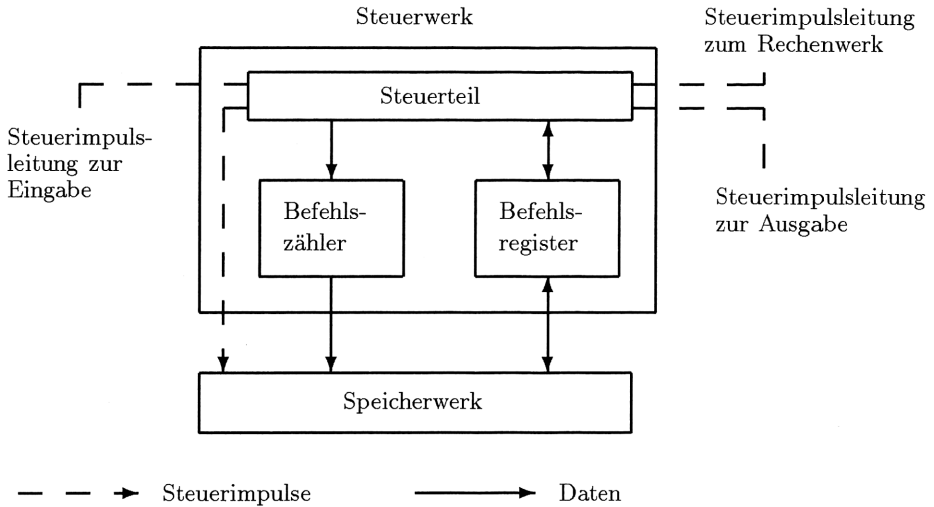 Steuerwerk
Steuerimpulsleitung
zum Rechenwerk
Steuerteil
Steuerimpuls-
leitung zur
Eingabe
Befehls-
zähler
Befehls-
register
Steuerimpulsleitung
zur Ausgabe
Speicherwerk
Steuerimpulse
Daten